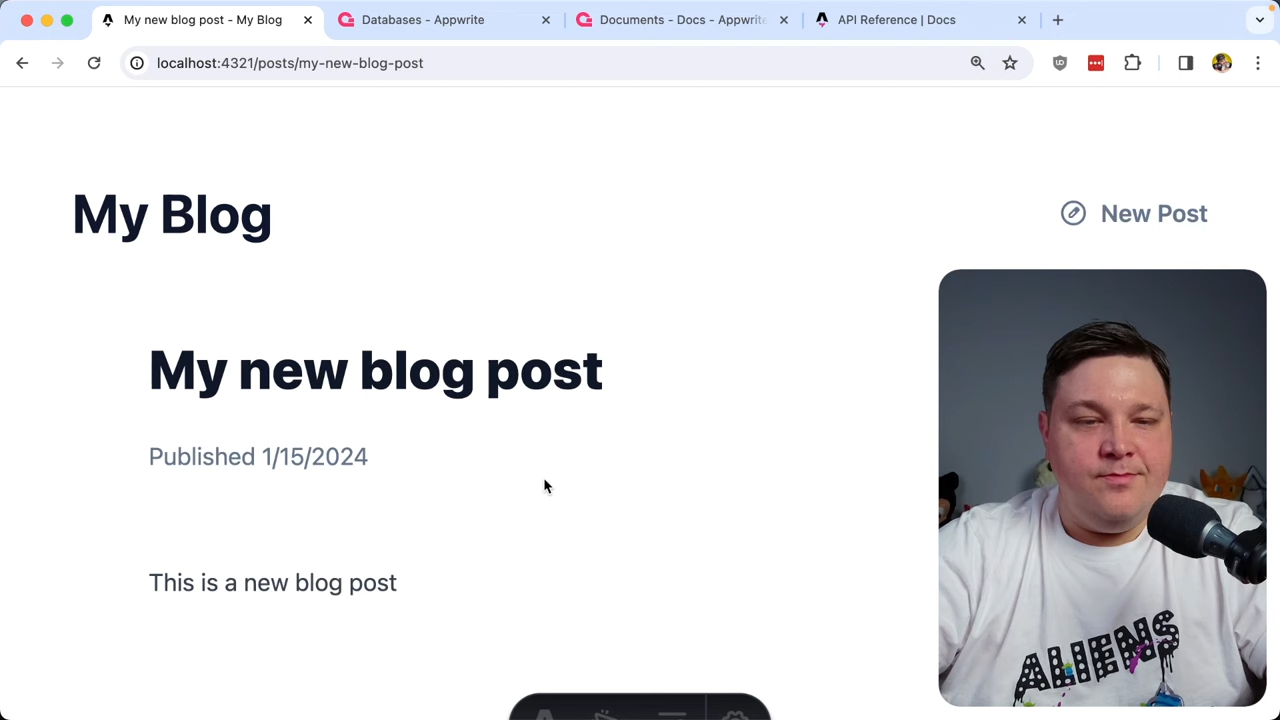 My new blog post - My Blog
Databases - Appwrite
Documents - Docs - Appwrite
API Reference | Docs
localhost:4321/posts/my-new-blog-post
My Blog
New Post
My new blog post
Published 1/15/2024
This is a new blog post
ALIENS